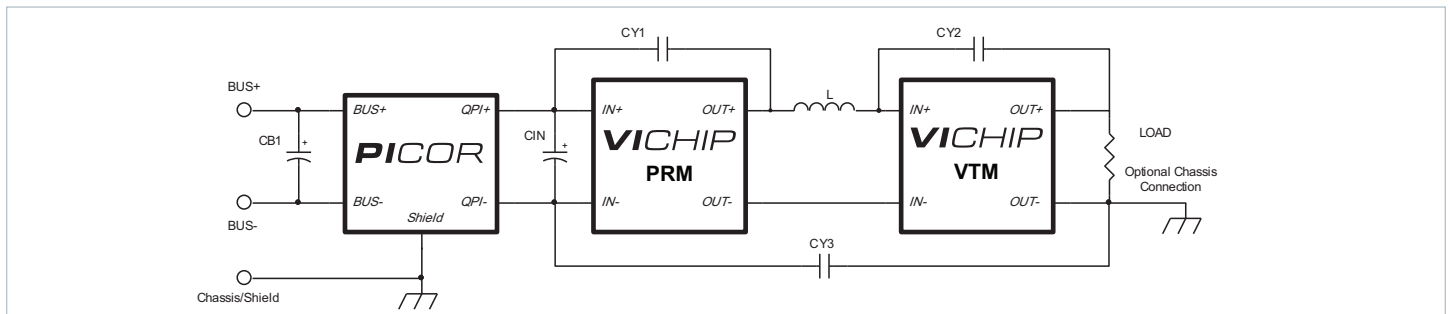 CY1
CY2
BUS+
BUS+
QPI+
IN+
OUT+
L
IN+
OUT+
CB1
+
PICOR
CIN
+
VICHIP
PRM
VICHIP
VTM
LOAD
Optional Chassis
Connection
BUS-
BUS-
QPI-
Shield
IN-
OUT-
IN-
OUT-
CY3
Chassis/Shield